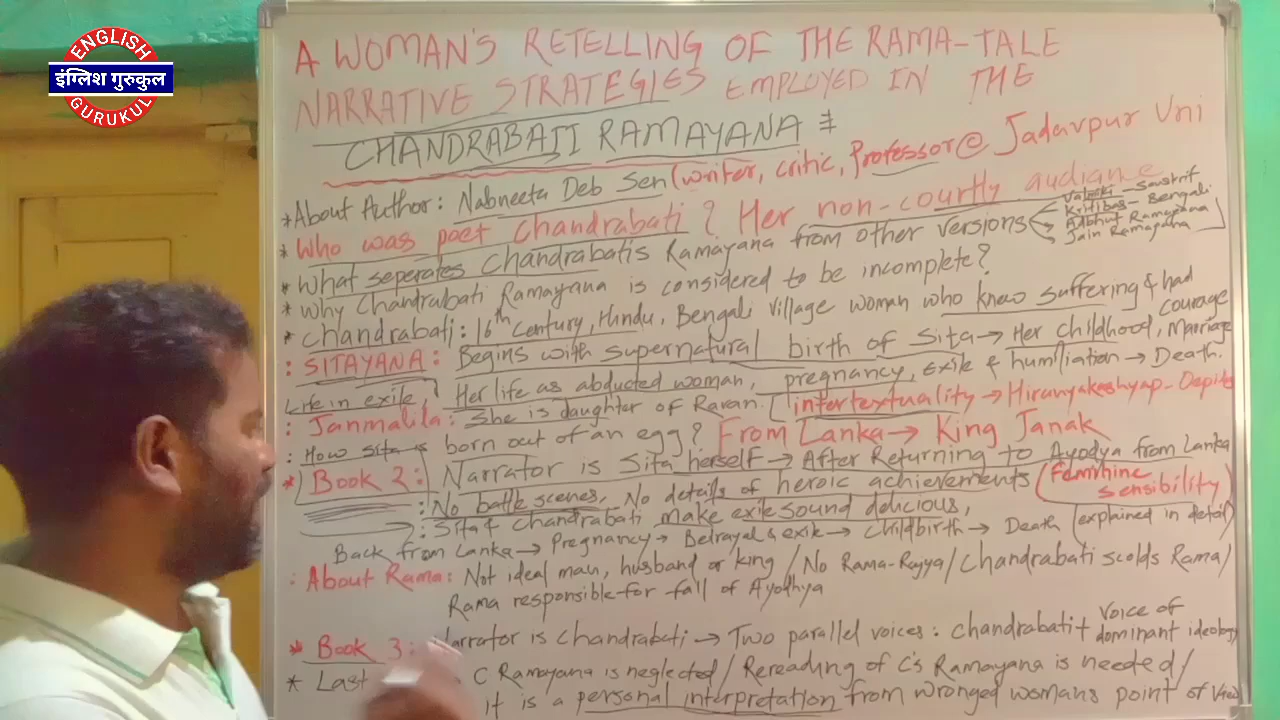 ENGLISH
इंग्लिश गुरुकुल
GURUKUL
A WOMAN'S RETELLING OF THE RAMA-TALE
NARRATIVE STRATEGIES EMPLOYED IN THE
CHANDRABATI RAMAYANA
*About Author: Nabneeta Deb Sen (writer, critic, Professor @ Jadavpur Uni
*Who was poet Chandrabati? Her non-courtly audiance
*What seperates Chandrabatis Ramayana from other versions
Valmiki - Sanskrit
Kritibas - Bengali
Adbhut Ramayana
Jain Ramayana
*Why Chandrabati Ramayana is considered to be incomplete?
* Chandrabati: 16th Century, Hindu, Bengali Village woman who knew suffering & had courage
: SITAYANA: Begins with supernatural birth of Sita → Her childhood, Marriage
Life in exile, Her life as abducted woman, pregnancy, Exile & humiliation → Death.
: Janmalila: She is daughter of Ravan. [intertextuality → Hirunyakeshyap-
: How Sita is born out of an egg? From Lanka → King Janak
* Book 2: Narrator is Sita herself → After Returning to Ayodya from Lanka
: No battle scenes, No details of heroic achievements (Feminine sensibility)
: Sita & Chandrabati make exile sound delicious,
Back from Lanka → Pregnancy → Betrayal & exile → Childbirth → Death (explained in detail)
: About Rama: Not ideal man, husband or king / No Rama-Rajya / Chandrabati scolds Rama /
Rama responsible for fall of Ayodhya
* Book 3: Narrator is Chandrabati → Two parallel voices: Chandrabati + Voice of dominant ideology
* Last C Ramayana is neglected / Rereading of C's Ramayana is needed /
it is a personal interpretation from wronged womans point of view